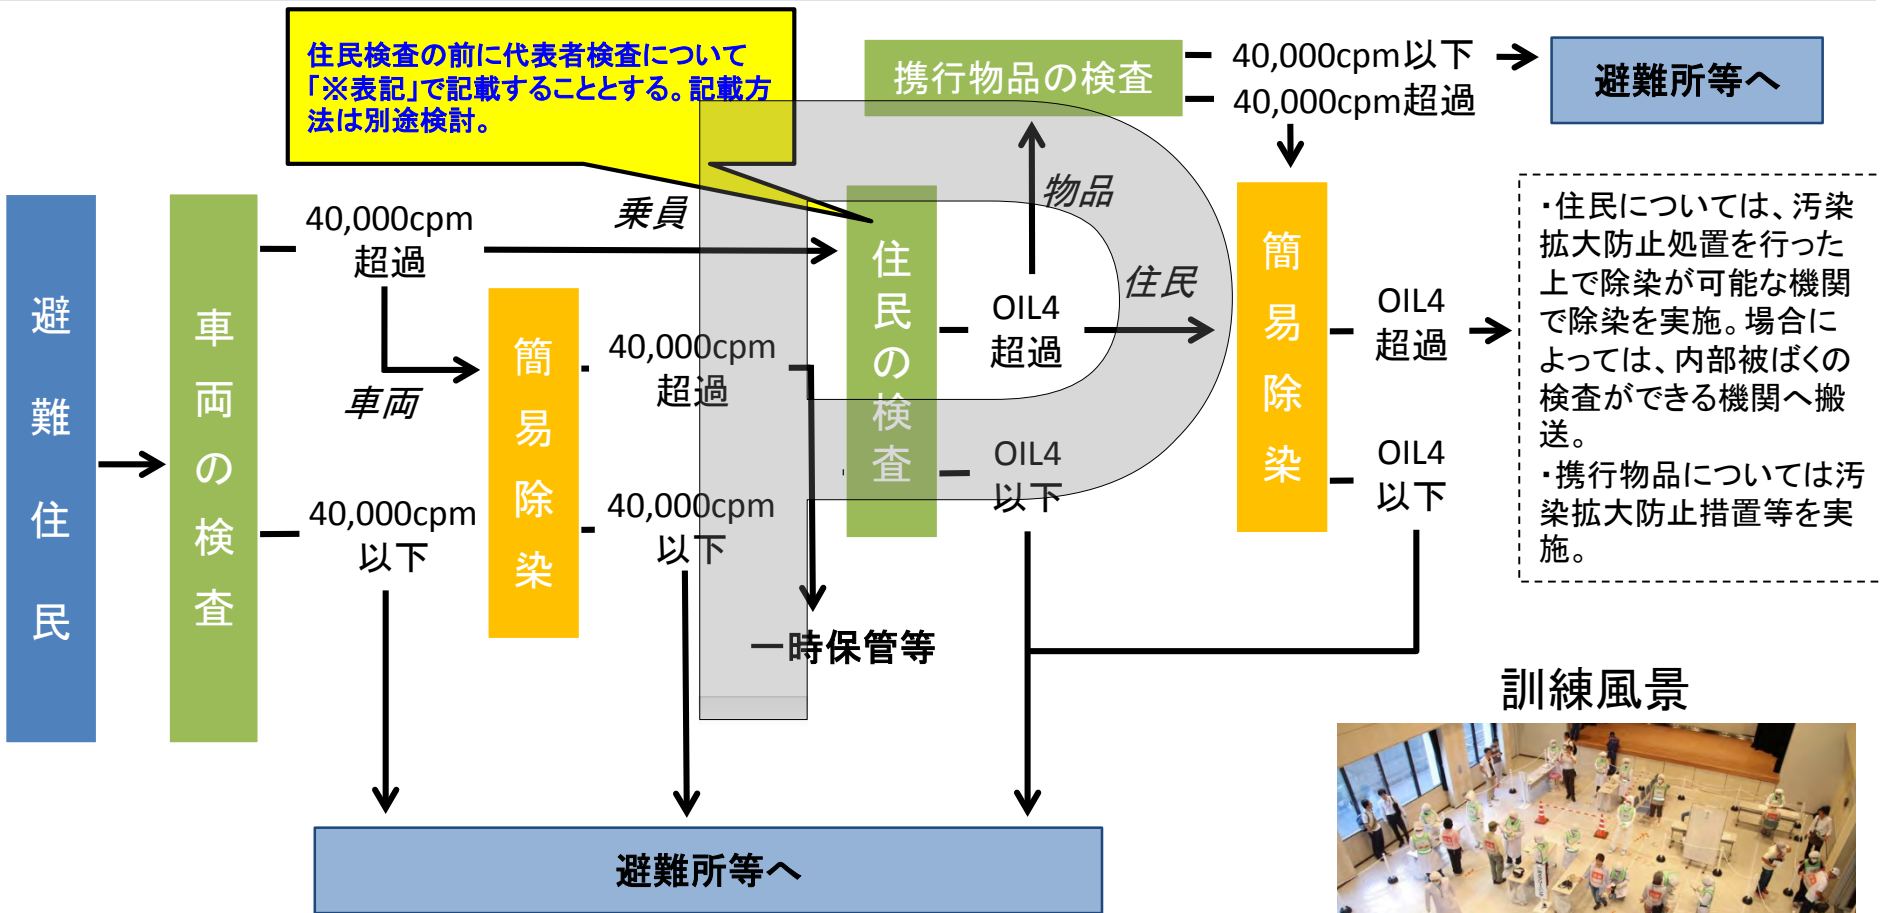 住民検査の前に代表者検査について
「※表記」で記載することとする。記載方
法は別途検討。
携行物品の検査
40,000cpm以下
40,000cpm超過
避難所等へ
避難住民
車両の検査
40,000cpm
超過
乗員
車両
40,000cpm
以下
簡易除染
40,000cpm
超過
40,000cpm
以下
一時保管等
住民の検査
物品
OIL4
超過
住民
OIL4
以下
簡易除染
OIL4
超過
OIL4
以下
・住民については、汚染
拡大防止処置を行った
上で除染が可能な機関
で除染を実施。場合に
よっては、内部被ばくの
検査ができる機関へ搬
送。
・携行物品については汚
染拡大防止措置等を実
施。
訓練風景
避難所等へ